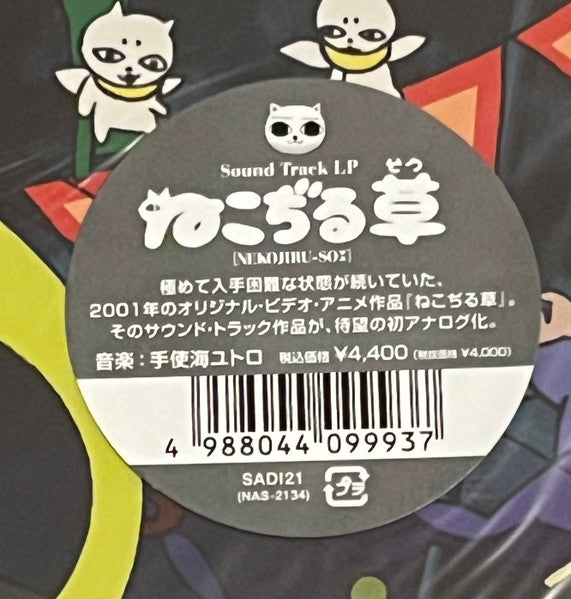 Sound Track LP
ねこぢる草
そう
[NEKOJIRU-SO:]
極めて入手困難な状態が続いていた、
2001年のオリジナル・ビデオ・アニメ作品『ねこぢる草』。
そのサウンド・トラック作品が、待望の初アナログ化。
音楽：手使海ユトロ 税込価格 ¥4,400 (税抜価格 ¥4,000)
4 988044 099937
SADI21
(NAS-2134)
プラ